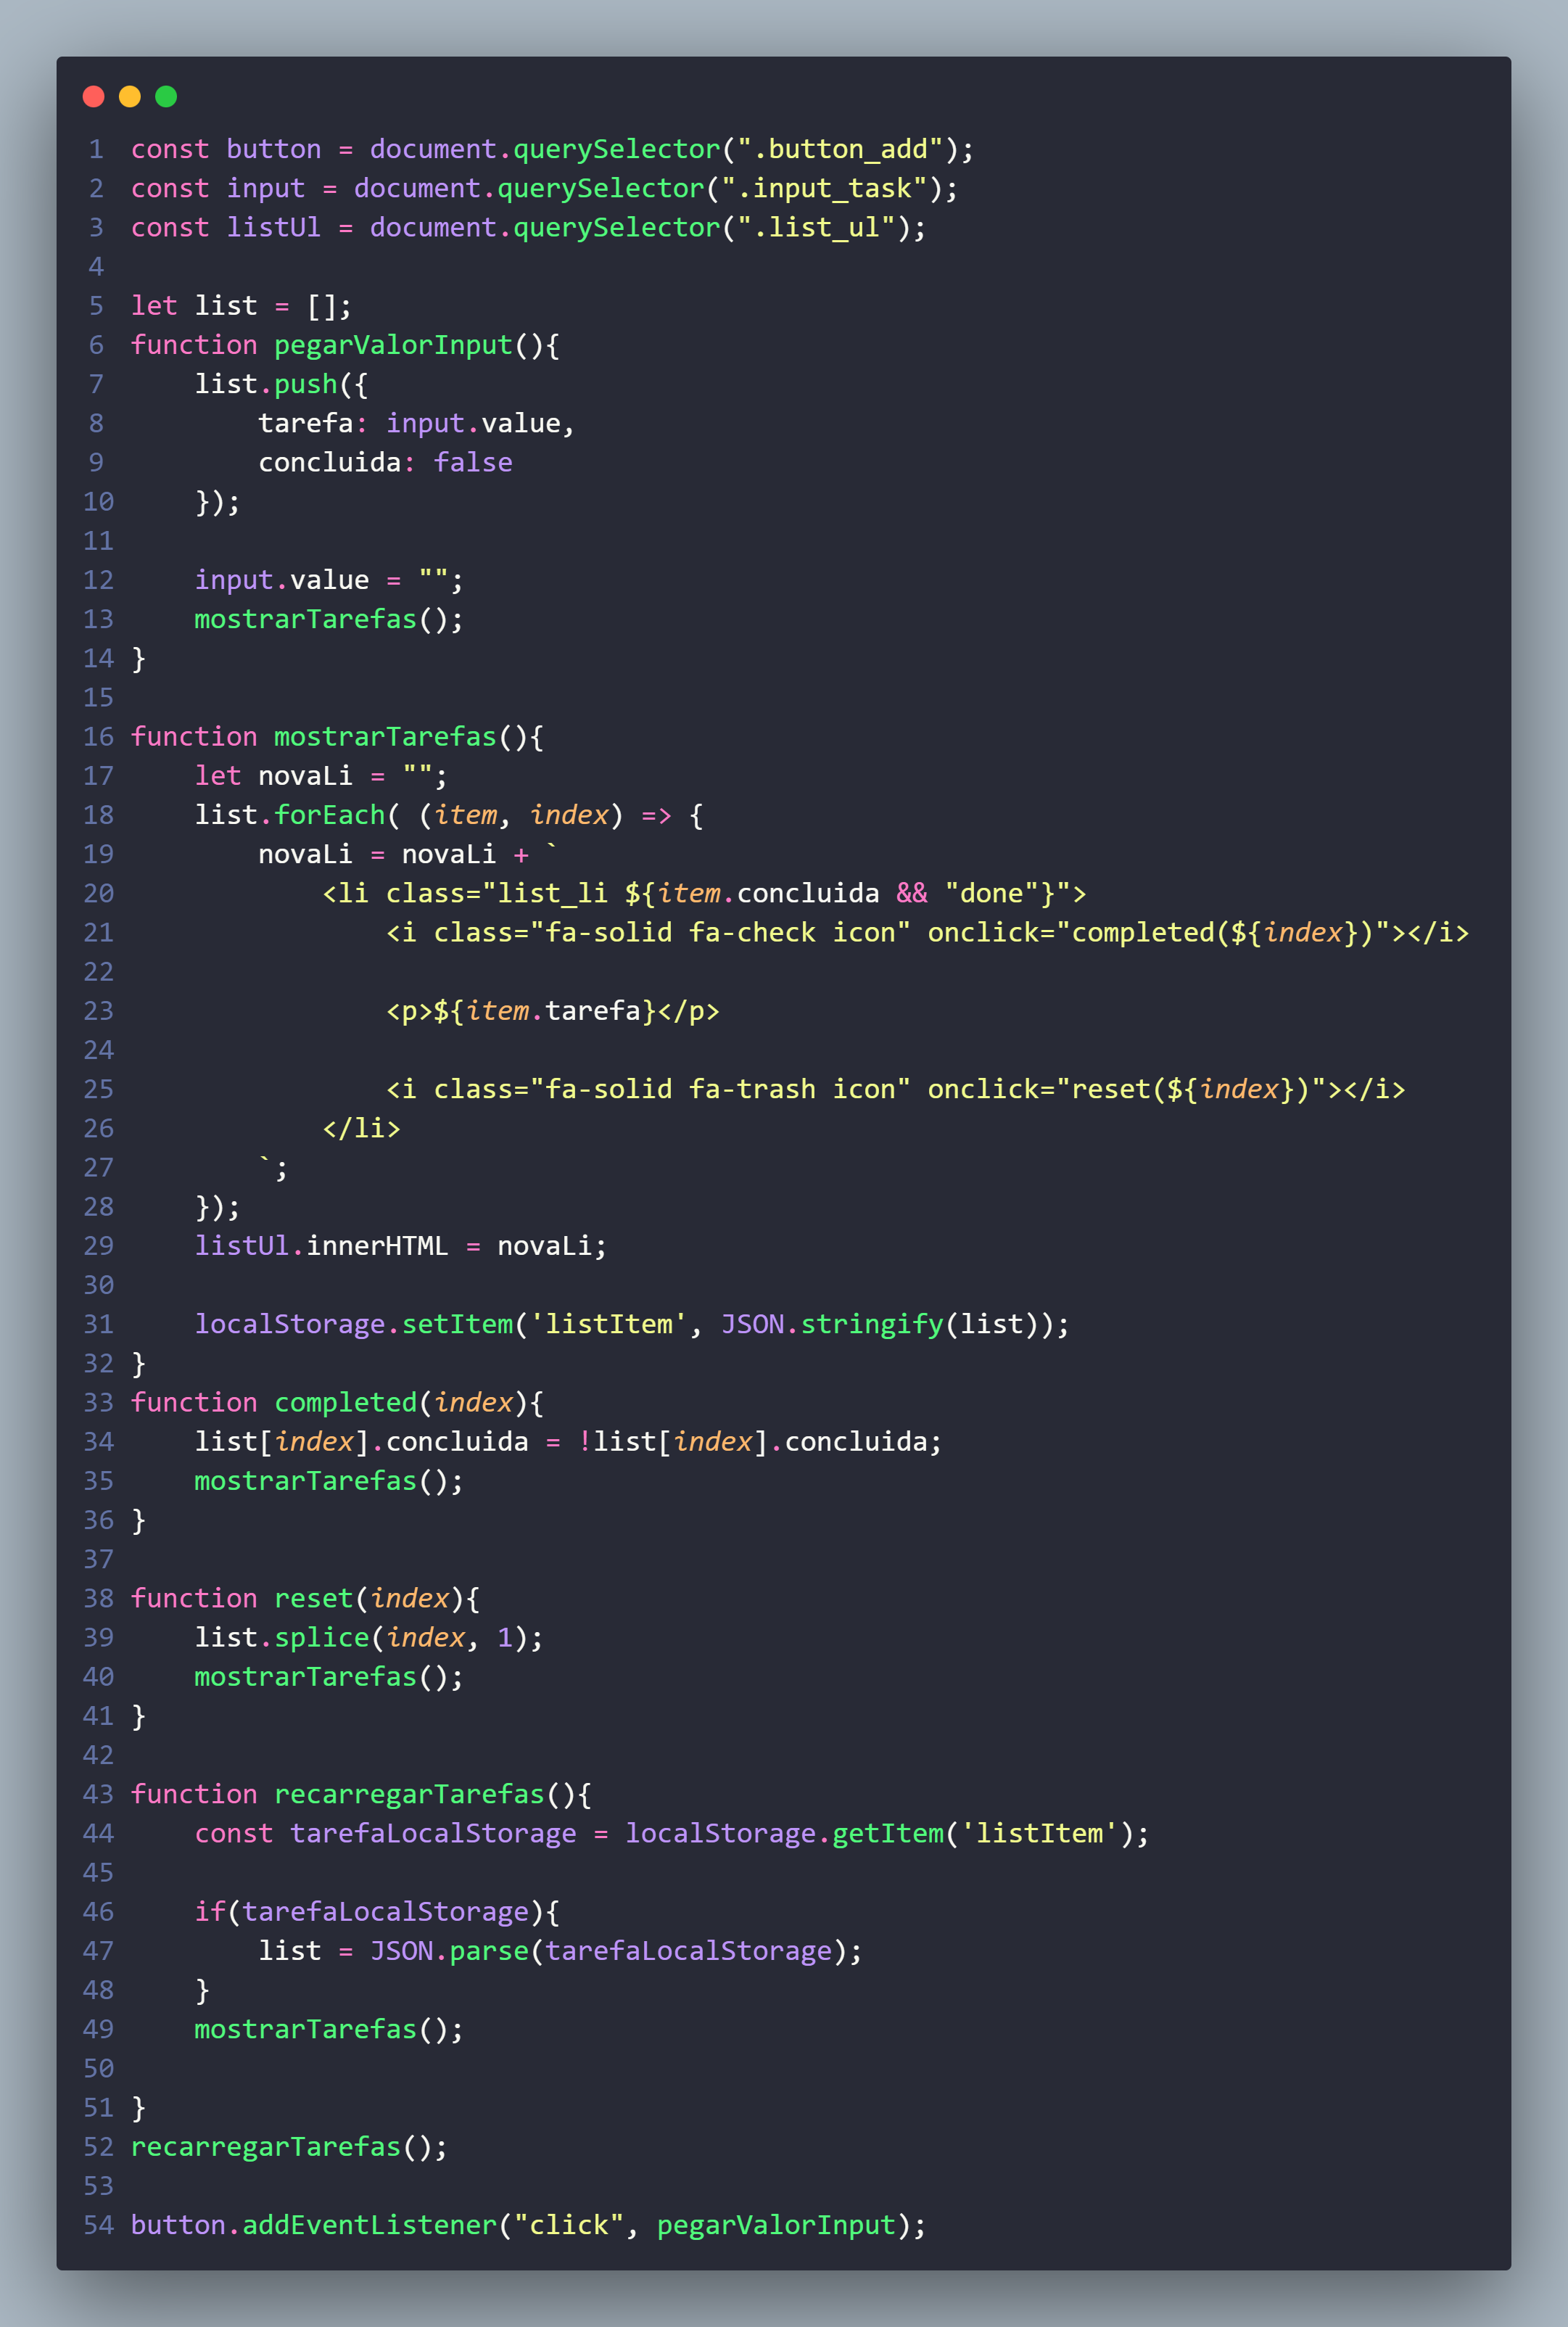 1 const button = document.querySelector(".button_add");
2 const input = document.querySelector(".input_task");
3 const listUl = document.querySelector(".list_ul");
4
5 let list = [];
6 function pegarValorInput(){
7     list.push({
8         tarefa: input.value,
9         concluida: false
10     });
11
12     input.value = "";
13     mostrarTarefas();
14 }
15
16 function mostrarTarefas(){
17     let novaLi = "";
18     list.forEach( (item, index) => {
19         novaLi = novaLi + `
20             <li class="list_li ${item.concluida && "done"}">
21                 <i class="fa-solid fa-check icon" onclick="completed(${index})"></i>
22
23                 <p>${item.tarefa}</p>
24
25                 <i class="fa-solid fa-trash icon" onclick="reset(${index})"></i>
26             </li>
27         `;
28     });
29     listUl.innerHTML = novaLi;
30
31     localStorage.setItem('listItem', JSON.stringify(list));
32 }
33 function completed(index){
34     list[index].concluida = !list[index].concluida;
35     mostrarTarefas();
36 }
37
38 function reset(index){
39     list.splice(index, 1);
40     mostrarTarefas();
41 }
42
43 function recarregarTarefas(){
44     const tarefaLocalStorage = localStorage.getItem('listItem');
45
46     if(tarefaLocalStorage){
47         list = JSON.parse(tarefaLocalStorage);
48     }
49     mostrarTarefas();
50
51 }
52 recarregarTarefas();
53
54 button.addEventListener("click", pegarValorInput);